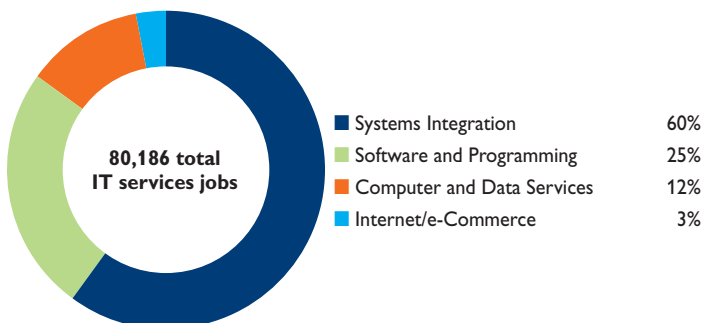 80,186 total
IT services jobs
Systems Integration 60%
Software and Programming 25%
Computer and Data Services 12%
Internet/e-Commerce 3%